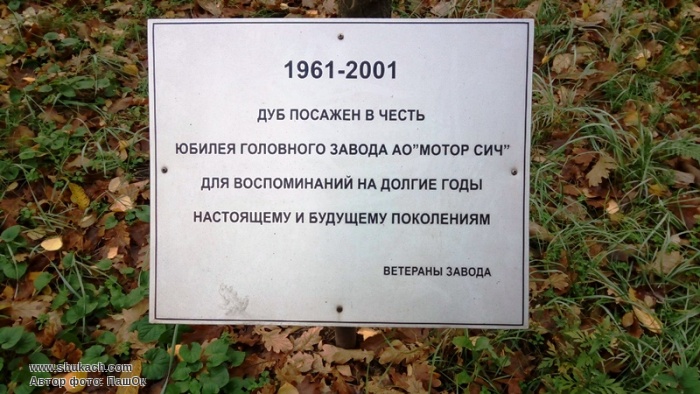 1961-2001
ДУБ ПОСАЖЕН В ЧЕСТЬ
ЮБИЛЕЯ ГОЛОВНОГО ЗАВОДА АО"МОТОР СИЧ"
ДЛЯ ВОСПОМИНАНИЙ НА ДОЛГИЕ ГОДЫ
НАСТОЯЩЕМУ И БУДУЩЕМУ ПОКОЛЕНИЯМ
ВЕТЕРАНЫ ЗАВОДА
www.shukach.com
Автор фото: ПашОк